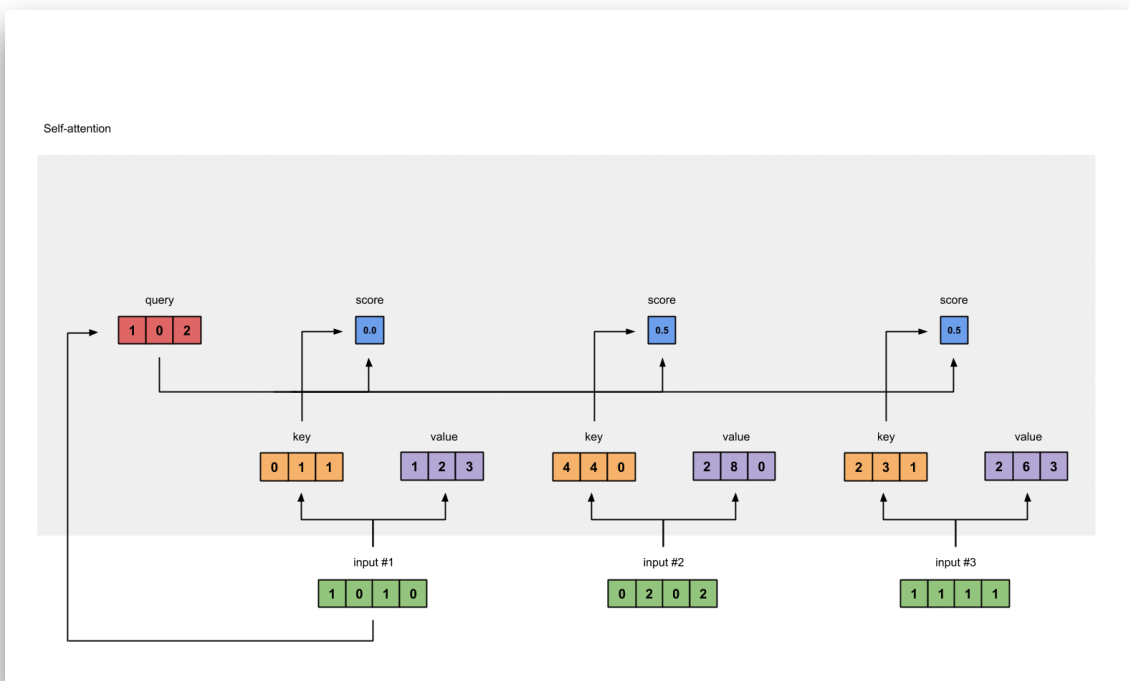 Self-attention
query score score score
1 0 2 0.0 0.5 0.5
key value key value key value
0 1 1 1 2 3 4 4 0 2 8 0 2 3 1 2 6 3
input #1 input #2 input #3
1 0 1 0 0 2 0 2 1 1 1 1